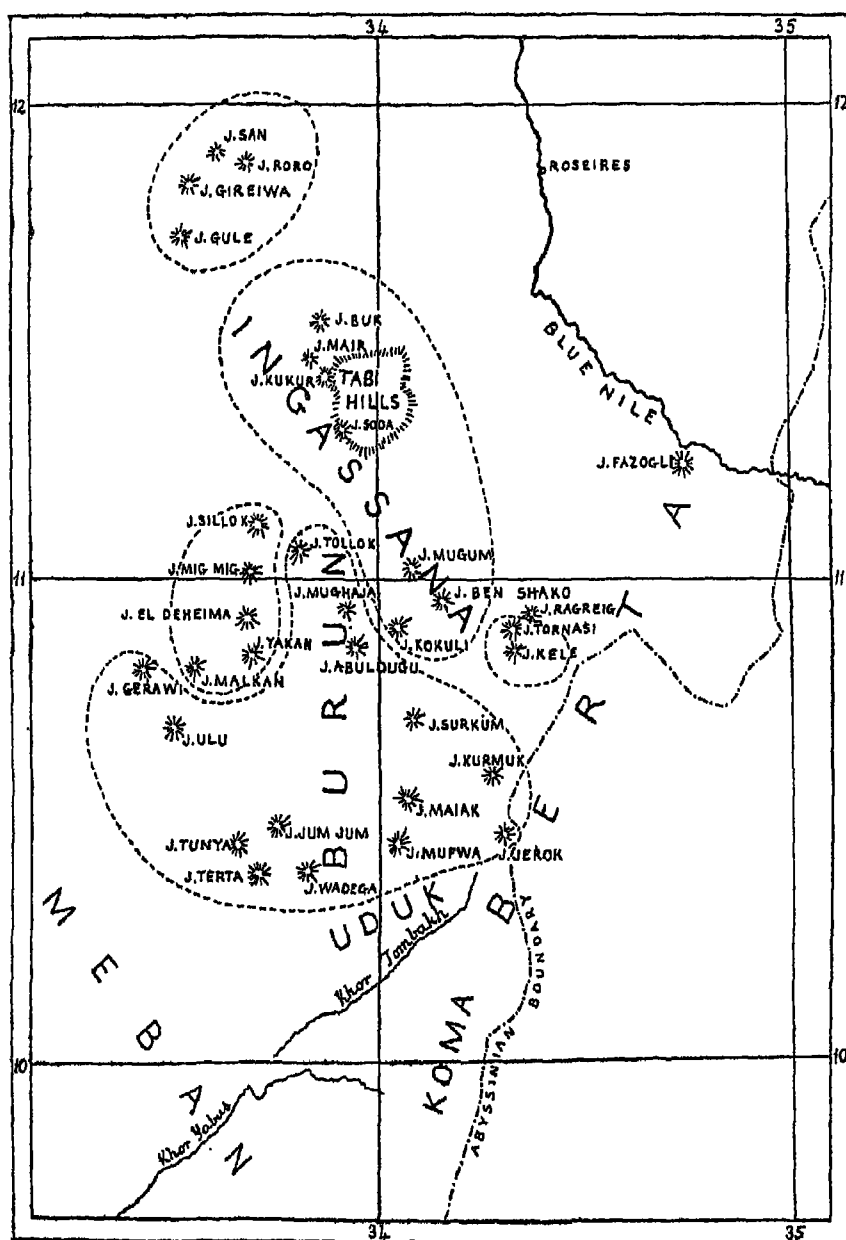 34
35
12
12
J. SAN
J. RORO
J. GIREIWA
J. GULE
ROSEIRES
BLUE NILE
INGASSANA
J. BUK
J. MAIR
J. KUKUR
TABI
HILLS
J. SODA
J. FAZOGLI
J. SILLOK
J. TOLLOK
J. MIG MIG
J. MUGUM
11
11
J. MUGHAJA
J. BEN SHAKO
J. EL DEHEIMA
J. RAGREIG
J. TORNASI
J. YAKAN
J. KOKULI
J. KELE
J. GERAWI
J. MALKAN
J. ABULDUGU
J. ULU
J. SURKUM
J. KURMUK
BURUN
BERTA
J. MAIAK
J. JUM JUM
J. TUNYA
J. MUFWA
J. JEROK
J. TERTA
J. WADEGA
UDUK
Khor Tombakh
MEBAN
KOMA
ABYSSINIAN BOUNDARY
10
10
Khor Yabus
34
35